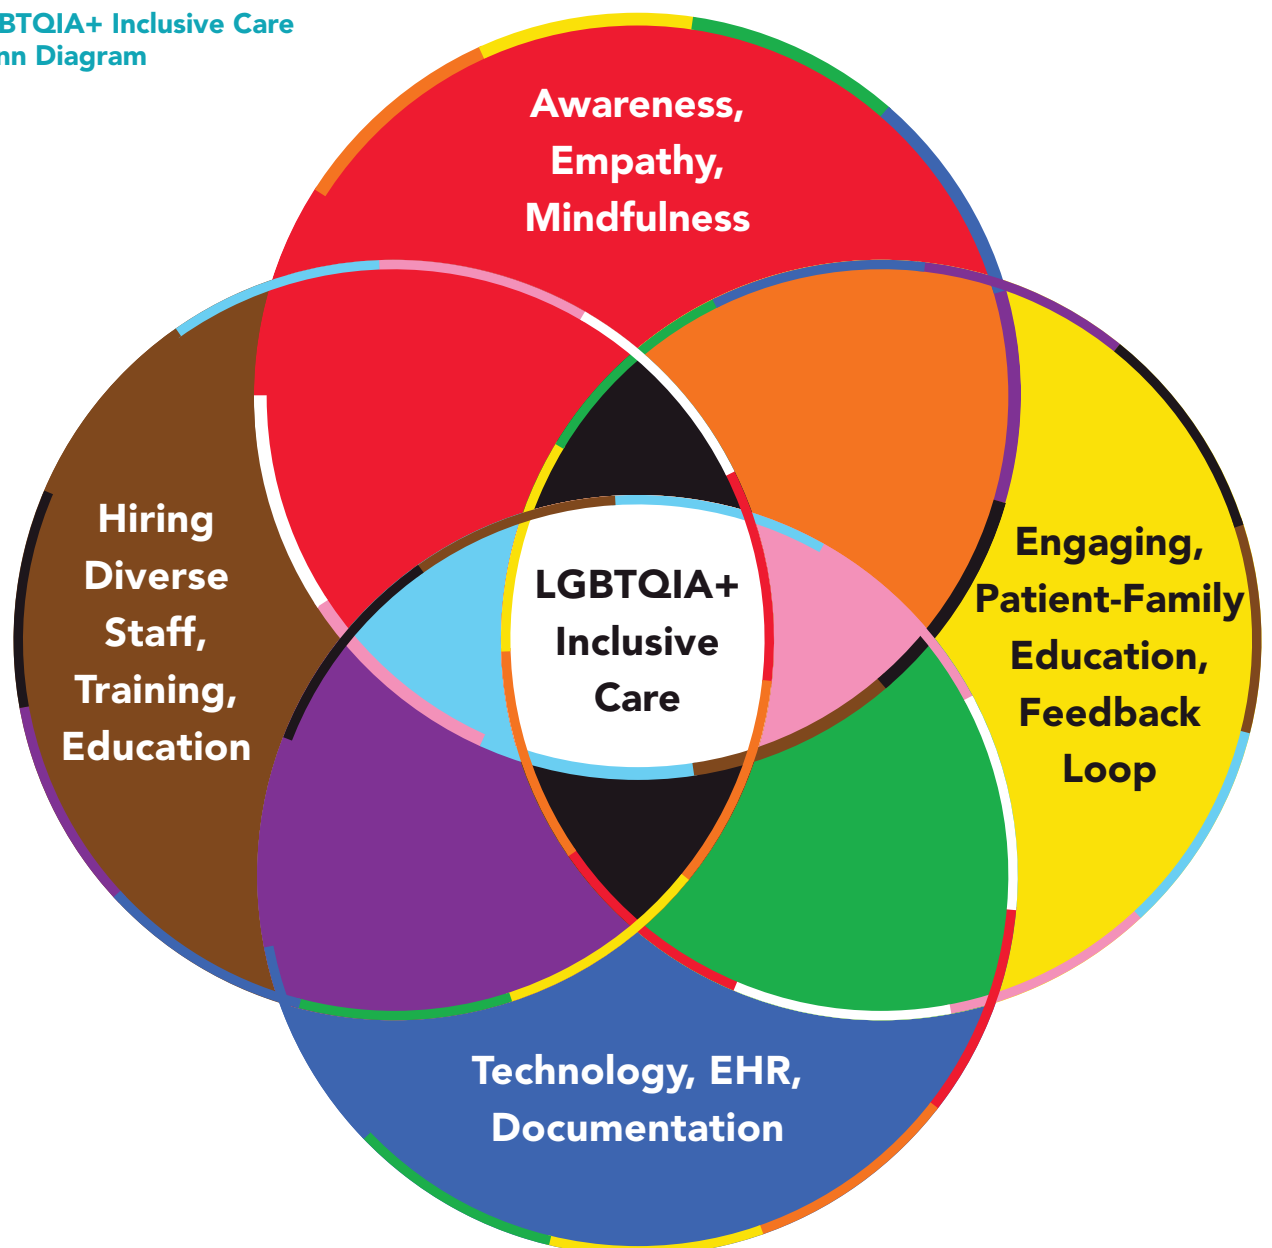 BTQIA+ Inclusive Care
nn Diagram
Awareness,
Empathy,
Mindfulness
Hiring
Diverse
Staff,
Training,
Education
LGBTQIA+
Inclusive
Care
Engaging,
Patient-Family
Education,
Feedback
Loop
Technology, EHR,
Documentation